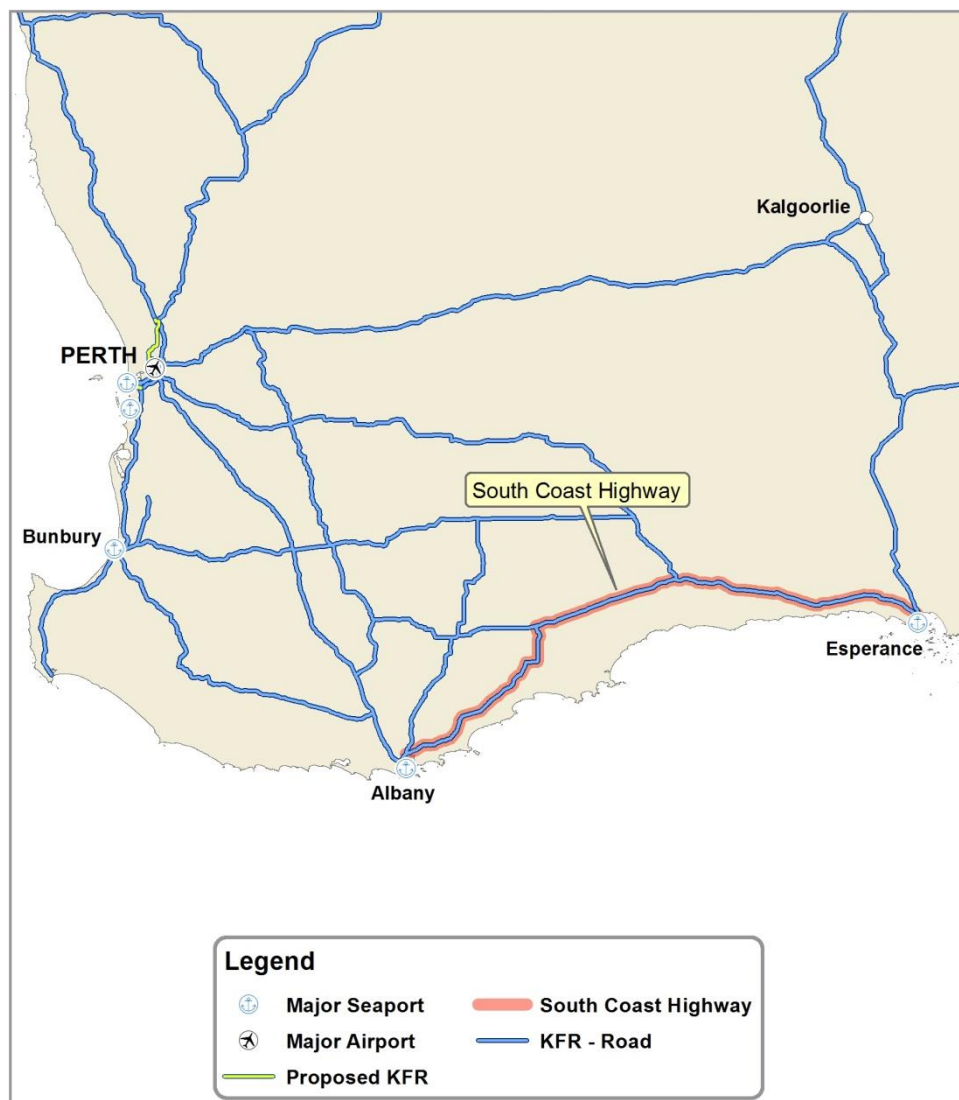 Kalgoorlie
PERTH
South Coast Highway
Bunbury
Esperance
Albany
Legend
Major Seaport
South Coast Highway
Major Airport
KFR - Road
Proposed KFR